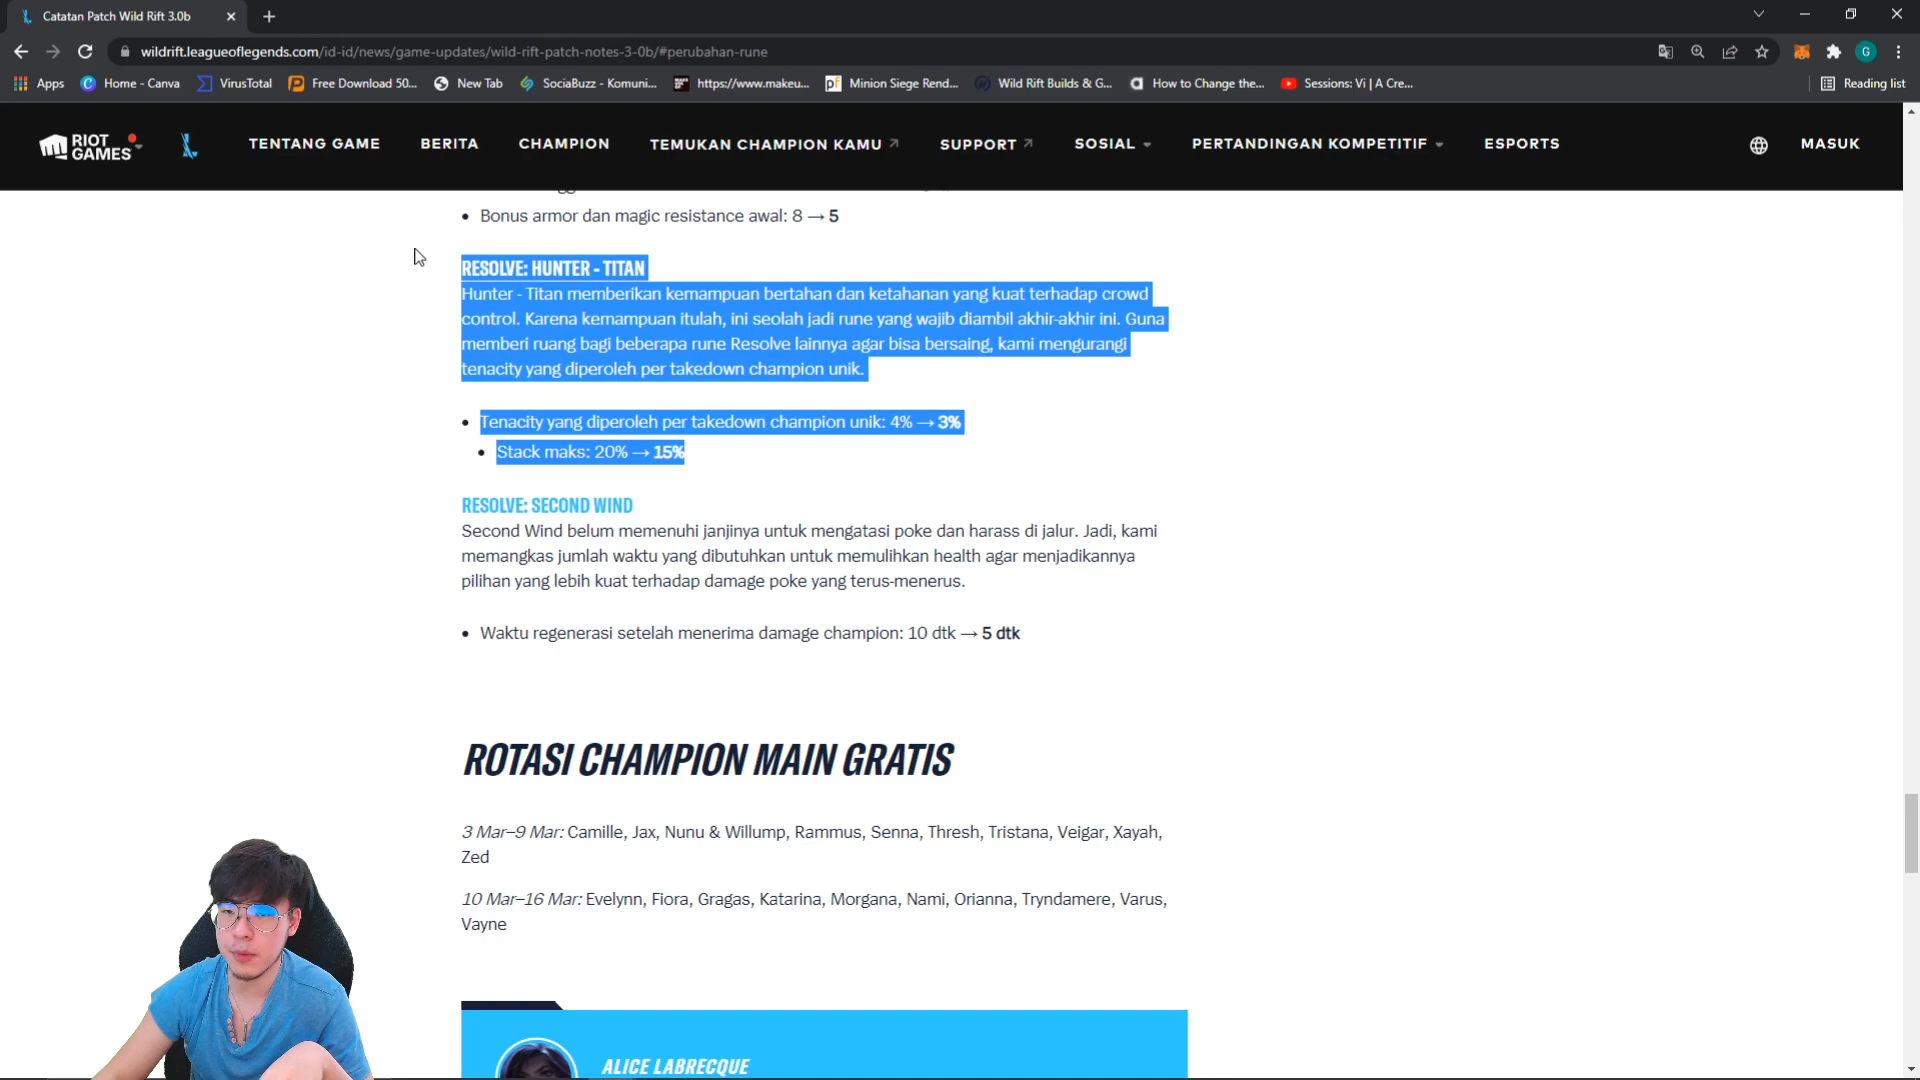 Catatan Patch Wild Rift 3.0b
wildrift.leagueoflegends.com/id-id/news/game-updates/wild-rift-patch-notes-3-0b/#perubahan-rune
G
Apps
Home - Canva
VirusTotal
Free Download 50...
New Tab
SociaBuzz - Komuni...
https://www.makeu...
Minion Siege Rend...
Wild Rift Builds & G...
How to Change the...
Sessions: Vi | A Cre...
Reading list
RIOT GAMES
TENTANG GAME
BERITA
CHAMPION
TEMUKAN CHAMPION KAMU
SUPPORT
SOSIAL
PERTANDINGAN KOMPETITIF
ESPORTS
MASUK
• Bonus armor dan magic resistance awal: 8 → 5
RESOLVE: HUNTER - TITAN
Hunter - Titan memberikan kemampuan bertahan dan ketahanan yang kuat terhadap crowd
control. Karena kemampuan itulah, ini seolah jadi rune yang wajib diambil akhir-akhir ini. Guna
memberi ruang bagi beberapa rune Resolve lainnya agar bisa bersaing, kami mengurangi
tenacity yang diperoleh per takedown champion unik.
• Tenacity yang diperoleh per takedown champion unik: 4% → 3%
• Stack maks: 20% → 15%
RESOLVE: SECOND WIND
Second Wind belum memenuhi janjinya untuk mengatasi poke dan harass di jalur. Jadi, kami
memangkas jumlah waktu yang dibutuhkan untuk memulihkan health agar menjadikannya
pilihan yang lebih kuat terhadap damage poke yang terus-menerus.
• Waktu regenerasi setelah menerima damage champion: 10 dtk → 5 dtk
ROTASI CHAMPION MAIN GRATIS
3 Mar–9 Mar: Camille, Jax, Nunu & Willump, Rammus, Senna, Thresh, Tristana, Veigar, Xayah,
Zed
10 Mar–16 Mar: Evelynn, Fiora, Gragas, Katarina, Morgana, Nami, Orianna, Tryndamere, Varus,
Vayne
ALICE LABRECQUE